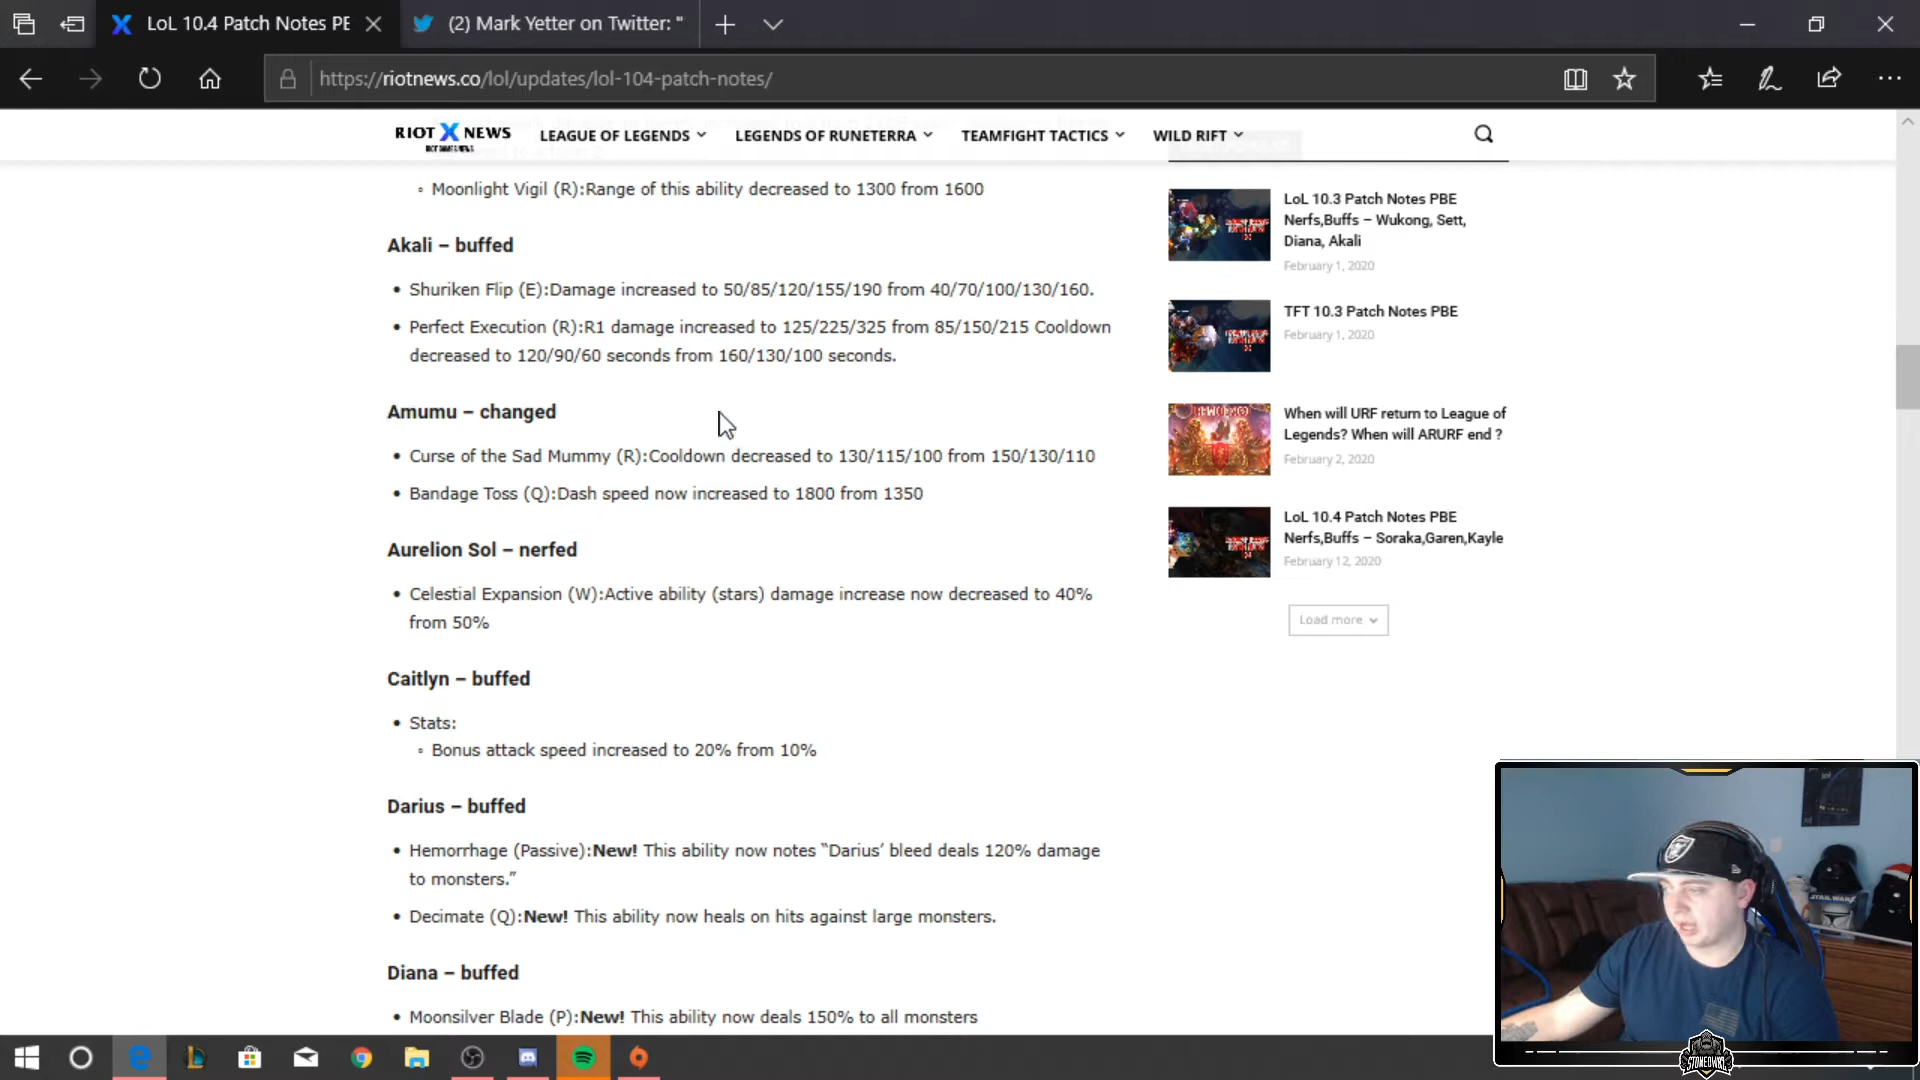 LoL 10.4 Patch Notes PE
(2) Mark Yetter on Twitter: "
https://riotnews.co/lol/updates/lol-104-patch-notes/
RIOT X NEWS
LEAGUE OF LEGENDS
LEGENDS OF RUNETERRA
TEAMFIGHT TACTICS
WILD RIFT
Moonlight Vigil (R):Range of this ability decreased to 1300 from 1600
Akali – buffed
Shuriken Flip (E):Damage increased to 50/85/120/155/190 from 40/70/100/130/160.
Perfect Execution (R):R1 damage increased to 125/225/325 from 85/150/215 Cooldown
decreased to 120/90/60 seconds from 160/130/100 seconds.
Amumu – changed
Curse of the Sad Mummy (R):Cooldown decreased to 130/115/100 from 150/130/110
Bandage Toss (Q):Dash speed now increased to 1800 from 1350
Aurelion Sol – nerfed
Celestial Expansion (W):Active ability (stars) damage increase now decreased to 40%
from 50%
Caitlyn – buffed
Stats:
Bonus attack speed increased to 20% from 10%
Darius – buffed
Hemorrhage (Passive):New! This ability now notes “Darius’ bleed deals 120% damage
to monsters.”
Decimate (Q):New! This ability now heals on hits against large monsters.
Diana – buffed
Moonsilver Blade (P):New! This ability now deals 150% to all monsters
LoL 10.3 Patch Notes PBE
Nerfs,Buffs – Wukong, Sett,
Diana, Akali
February 1, 2020
TFT 10.3 Patch Notes PBE
February 1, 2020
When will URF return to League of
Legends? When will ARURF end ?
February 2, 2020
LoL 10.4 Patch Notes PBE
Nerfs,Buffs – Soraka,Garen,Kayle
February 12, 2020
Load more
STAR WARS